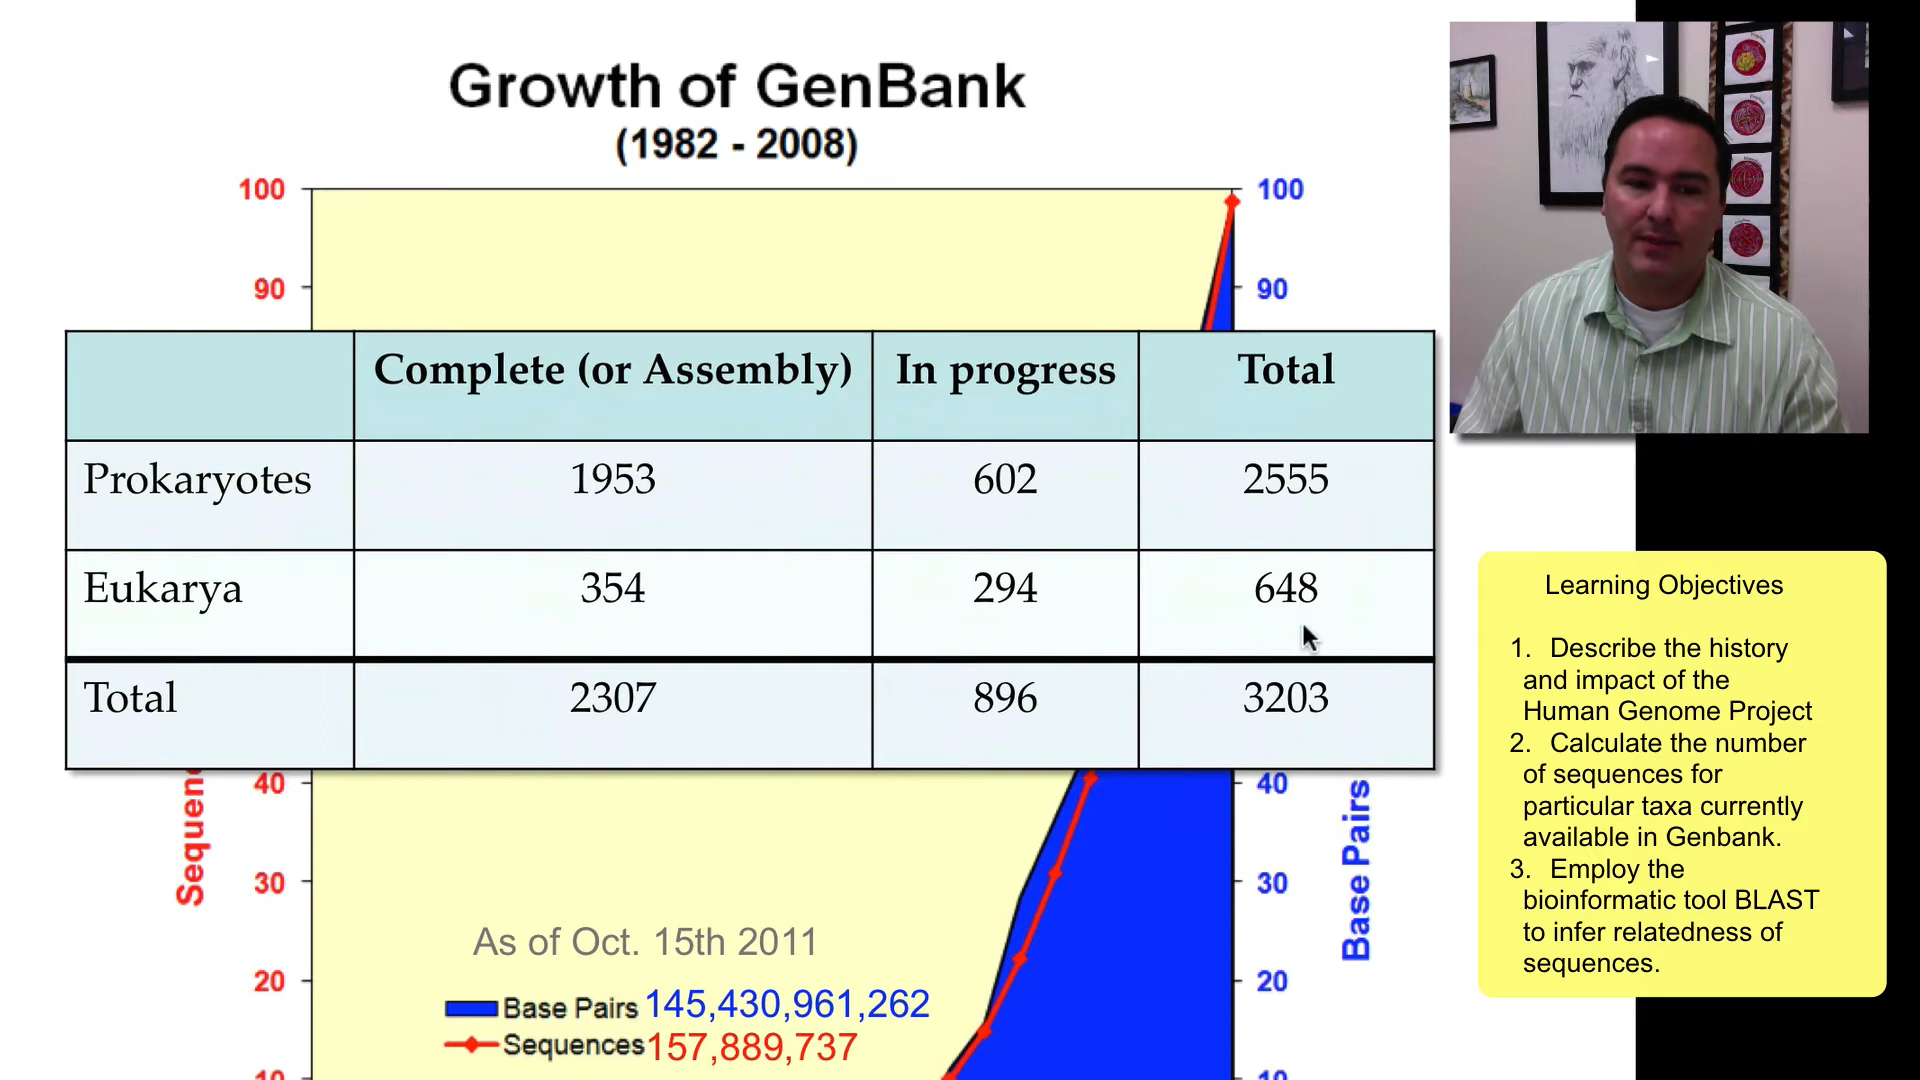 Growth of GenBank
(1982 - 2008)
100
100
90
90
Complete (or Assembly) In progress Total
Prokaryotes 1953 602 2555
Eukarya 354 294 648
Total 2307 896 3203
40
40
30
30
20
20
10
10
Base Pairs
As of Oct. 15th 2011
Base Pairs 145,430,961,262
Sequences 157,889,737
Learning Objectives
1. Describe the history
and impact of the
Human Genome Project
2. Calculate the number
of sequences for
particular taxa currently
available in Genbank.
3. Employ the
bioinformatic tool BLAST
to infer relatedness of
sequences.